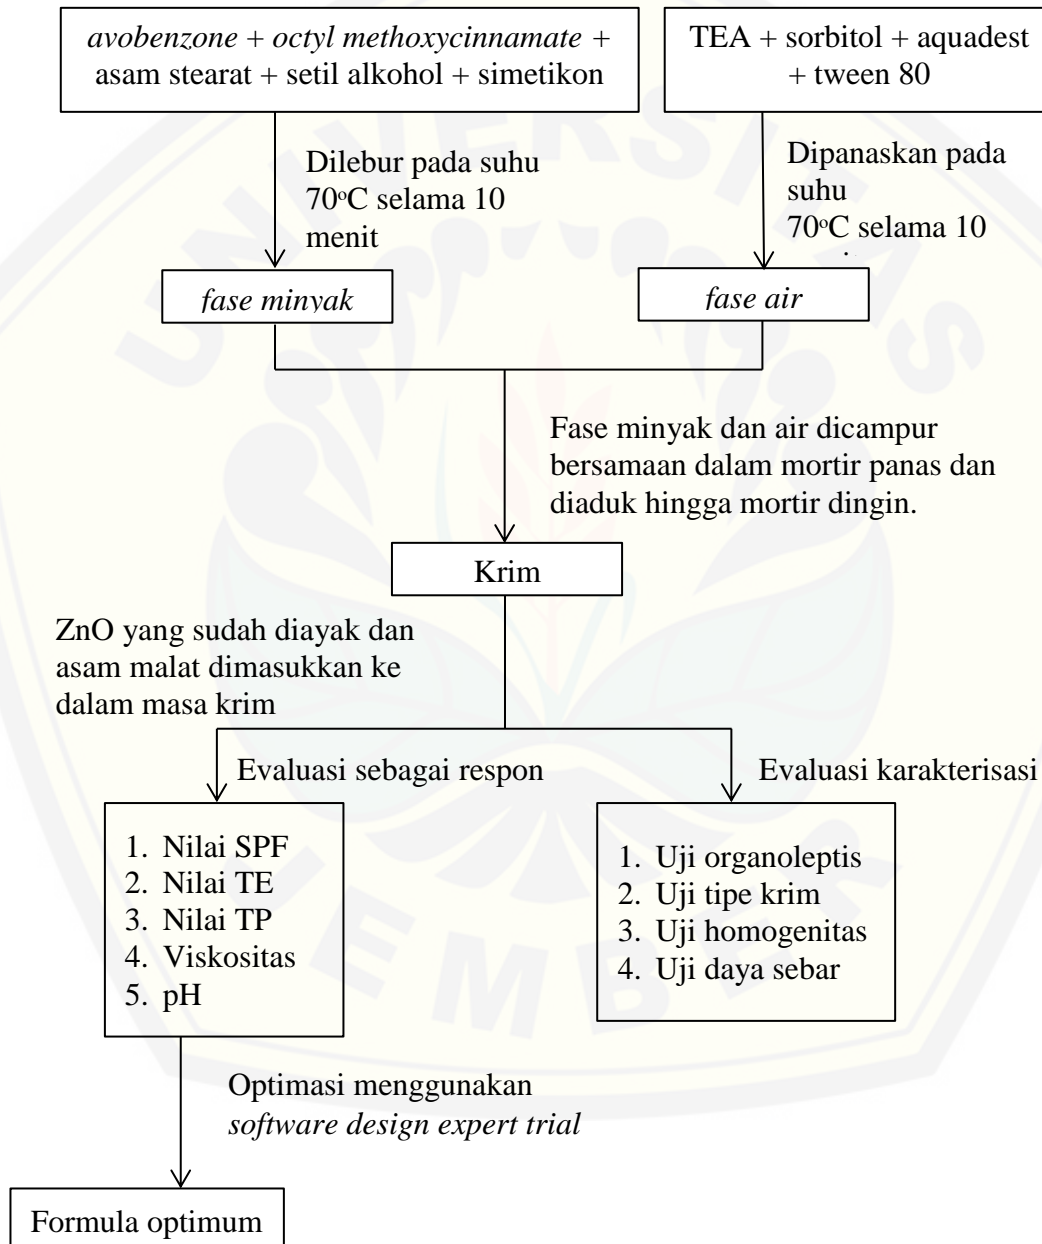 avobenzone + octyl methoxycinnamate +
asam stearat + setil alkohol + simetikon
TEA + sorbitol + aquadest
+ tween 80
Dilebur pada suhu
70°C selama 10
menit
Dipanaskan pada
suhu
70°C selama 10
fase minyak
fase air
Fase minyak dan air dicampur
bersamaan dalam mortir panas dan
diaduk hingga mortir dingin.
Krim
ZnO yang sudah diayak dan
asam malat dimasukkan ke
dalam masa krim
Evaluasi sebagai respon
Evaluasi karakterisasi
1. Nilai SPF
2. Nilai TE
3. Nilai TP
4. Viskositas
5. pH
1. Uji organoleptis
2. Uji tipe krim
3. Uji homogenitas
4. Uji daya sebar
Optimasi menggunakan
software design expert trial
Formula optimum
UNIVERSITAS
JEMBER